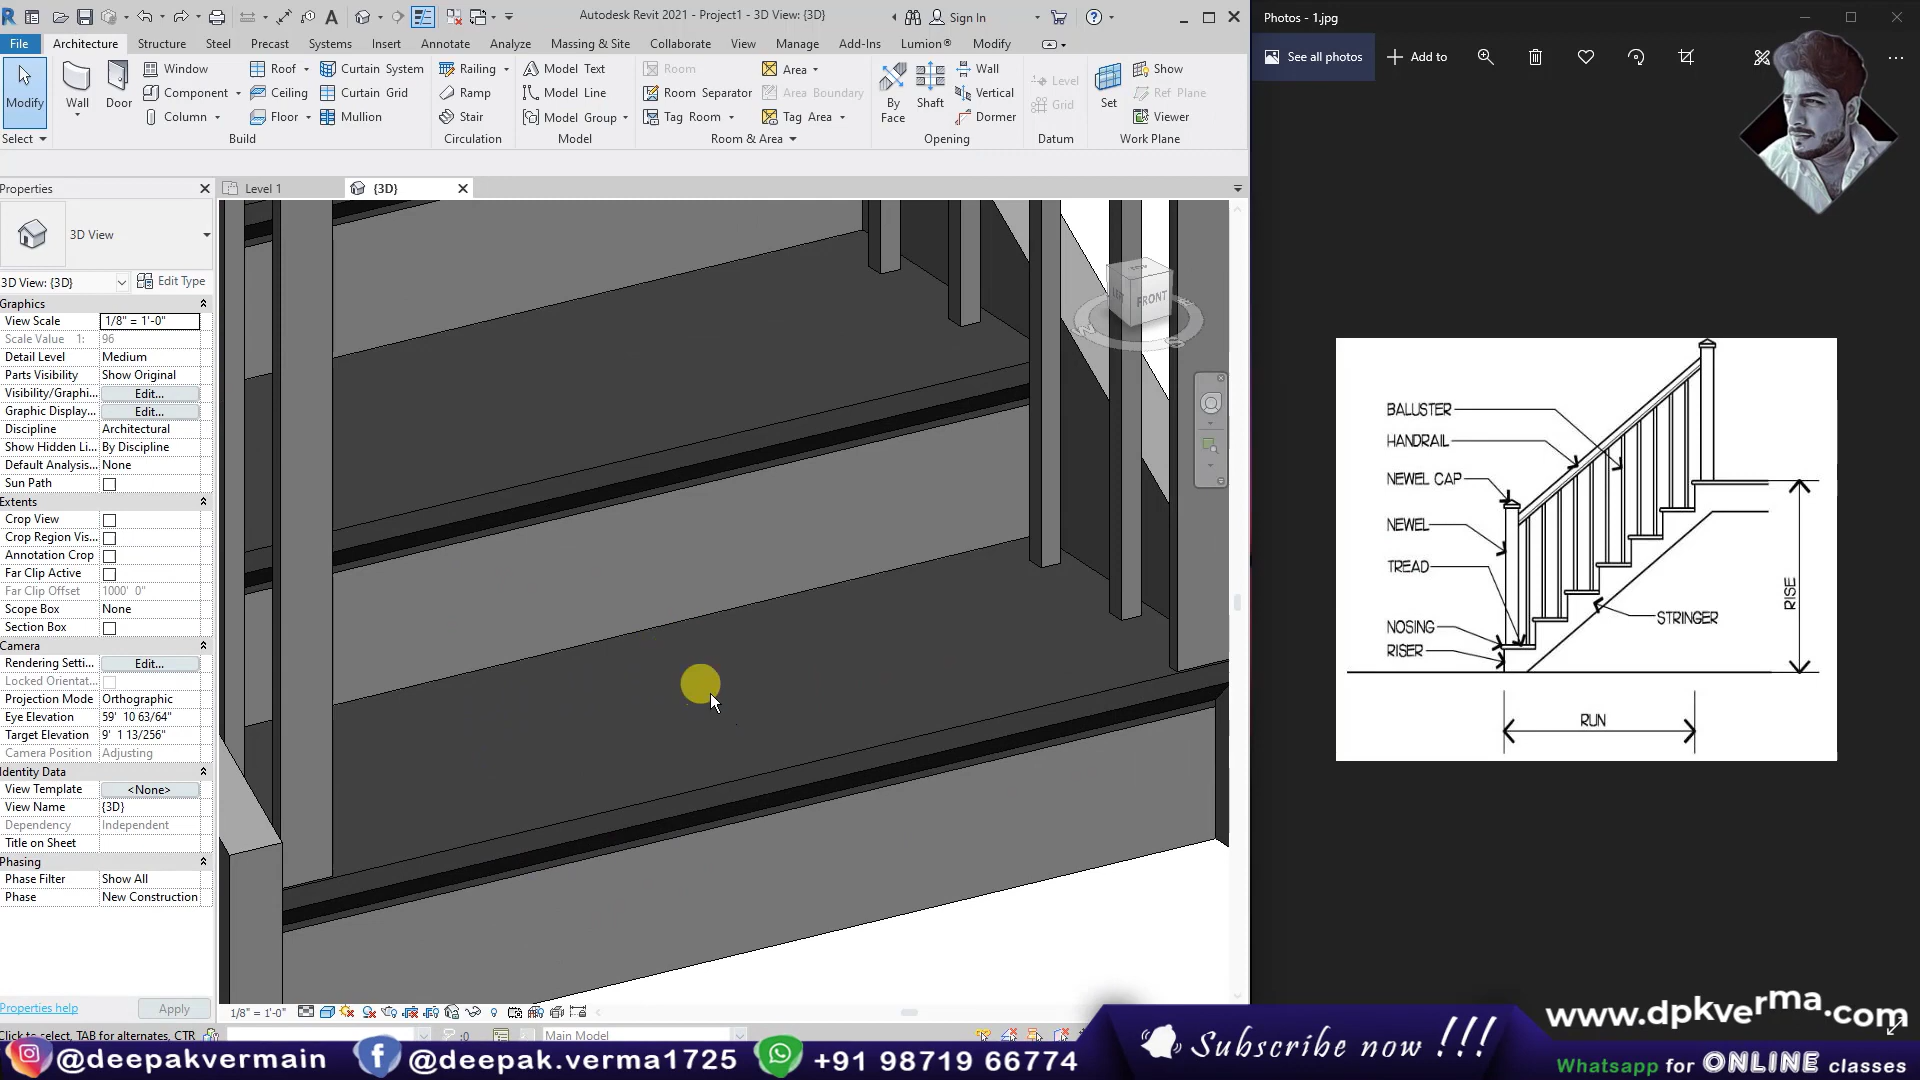 Autodesk Revit 2021 - Project1 - 3D View: {3D}
Sign In
File Architecture Structure Steel Precast Systems Insert Annotate Analyze Massing & Site Collaborate View Manage Add-Ins Lumion® Modify
Modify
Wall
Door
Window
Component
Column
Roof
Ceiling
Floor
Curtain System
Curtain Grid
Mullion
Railing
Ramp
Stair
Model Text
Model Line
Model Group
Room
Room Separator
Tag Room
Area
Area Boundary
Tag Area
By
Face
Shaft
Wall
Vertical
Dormer
Level
Grid
Set
Show
Ref Plane
Viewer
Select
Build
Circulation
Model
Room & Area
Opening
Datum
Work Plane
Properties
Level 1
{3D}
3D View
3D View: {3D}
Edit Type
Graphics
View Scale 1/8" = 1'-0"
Scale Value 1: 96
Detail Level Medium
Parts Visibility Show Original
Visibility/Graphi... Edit...
Graphic Display... Edit...
Discipline Architectural
Show Hidden Li... By Discipline
Default Analysis... None
Sun Path
Extents
Crop View
Crop Region Vis...
Annotation Crop
Far Clip Active
Far Clip Offset 1000' 0"
Scope Box None
Section Box
Camera
Rendering Setti... Edit...
Locked Orientat...
Projection Mode Orthographic
Eye Elevation 59' 10 63/64"
Target Elevation 9' 1 13/256"
Camera Position Adjusting
Identity Data
View Template <None>
View Name {3D}
Dependency Independent
Title on Sheet
Phasing
Phase Filter Show All
Phase New Construction
Properties help
Apply
FRONT
1/8" = 1'-0"
Click to select, TAB for alternates, CTR
:0
Main Model
Photos - 1.jpg
See all photos
Add to
BALUSTER
HANDRAIL
NEWEL CAP
NEWEL
TREAD
NOSING
RISER
STRINGER
RISE
RUN
@deepakvermain
@deepak.verma1725
+91 98719 66774
Subscribe now !!!
www.dpkverma.com
Whatsapp for ONLINE classes